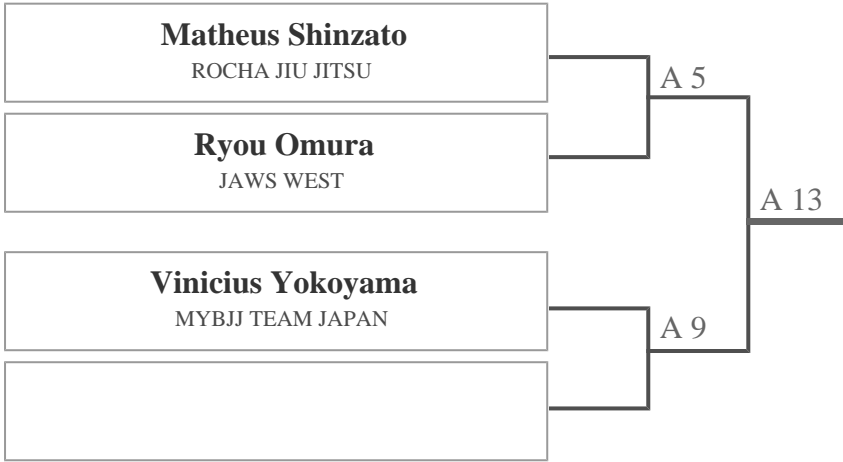 Matheus Shinzato
ROCHA JIU JITSU
A 5
Ryou Omura
JAWS WEST
A 13
Vinicius Yokoyama
MYBJJ TEAM JAPAN
A 9